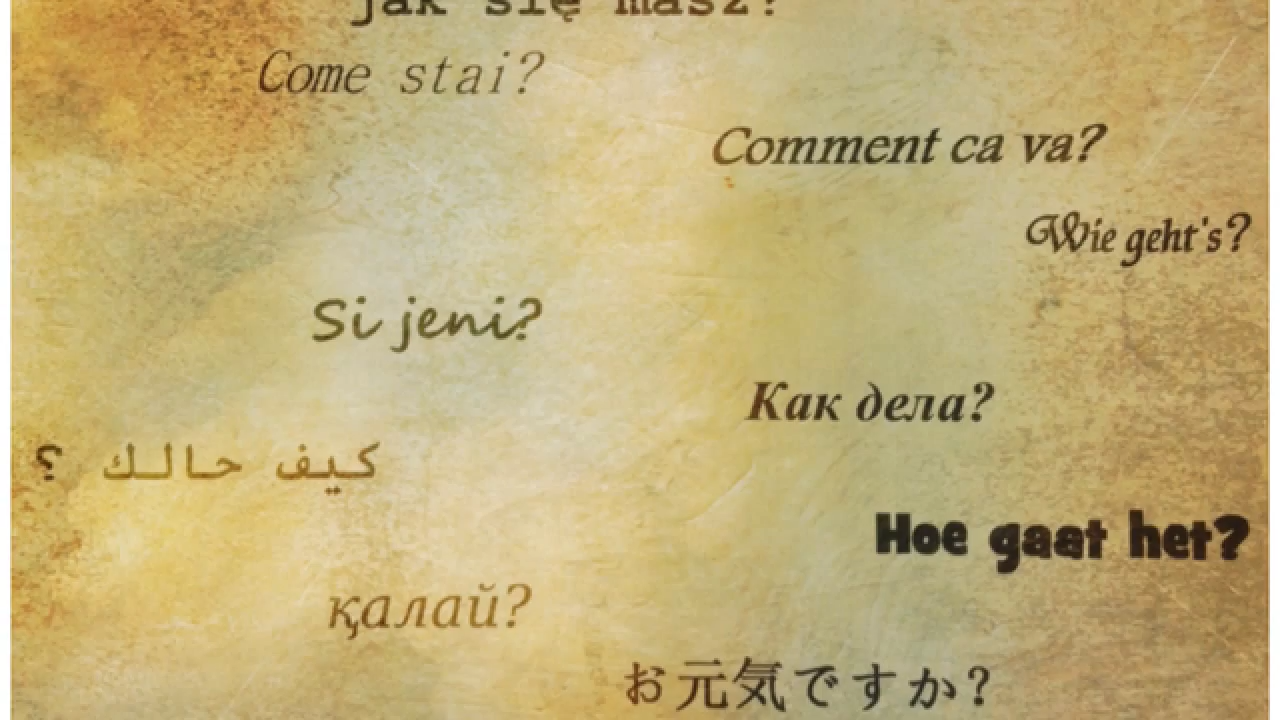 jak się masz?
Come stai?
Comment ca va?
Wie geht's?
Si jeni?
Как дела?
كيف حالك ؟
Hoe gaat het?
қалай?
お元気ですか?